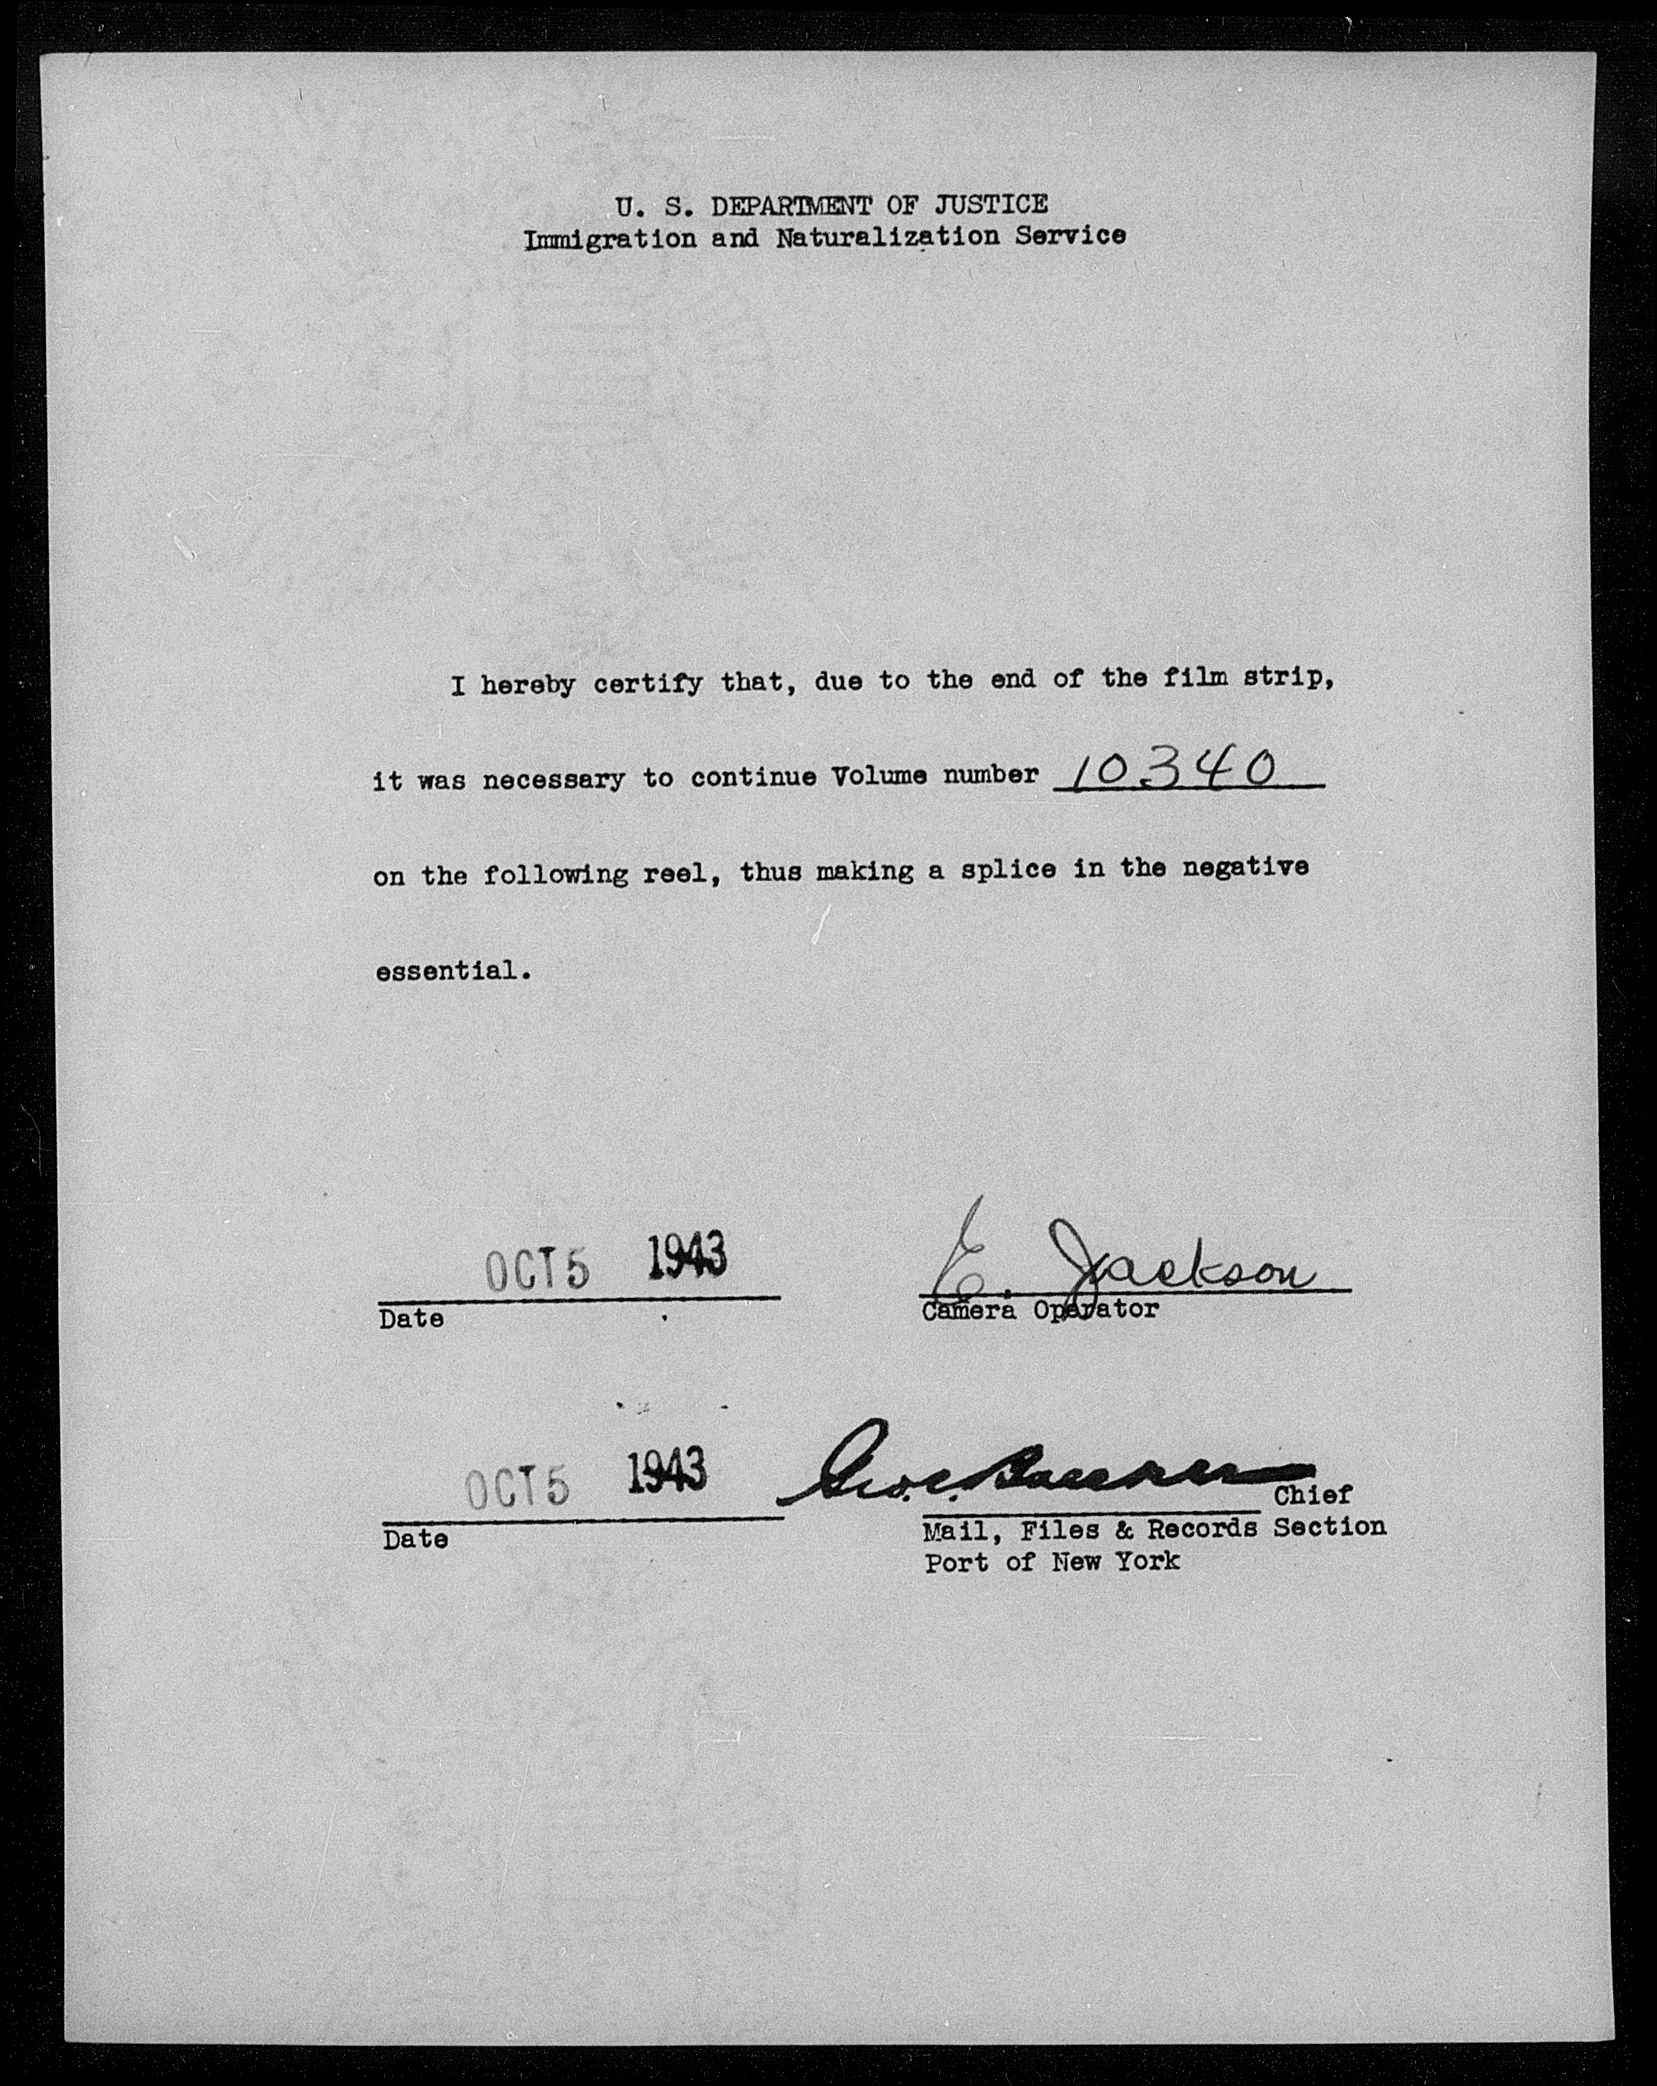 U. S. DEPARTMENT OF JUSTICE
Immigration and Naturalization Service
I hereby certify that, due to the end of the film strip,
it was necessary to continue Volume number 10340
on the following reel, thus making a splice in the negative
essential.
OCT 5 1943
E. Jackson
Date
Camera Operator
OCT 5 1943
Geo. C.
Chief
Date
Mail, Files & Records Section
Port of New York